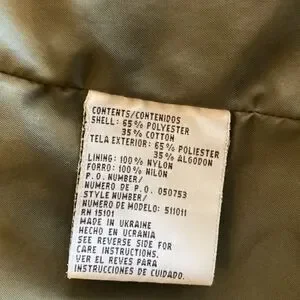 CONTENTS/CONTENIDOS
SHELL: 65% POLYESTER
35% COTTON
TELA EXTERIOR: 65% POLIESTER
35% ALGODON
LINING: 100% NYLON
FORRO: 100% NILON
P.O. NUMBER/
NUMERO DE P.O. 050753
STYLE NUMBER/
NUMERO DE MODELO: 511011
RN 15101
MADE IN UKRAINE
HECHO EN UCRANIA
SEE REVERSE SIDE FOR
CARE INSTRUCTIONS.
VER EL REVES PARA
INSTRUCCIONES DE CUIDADO.